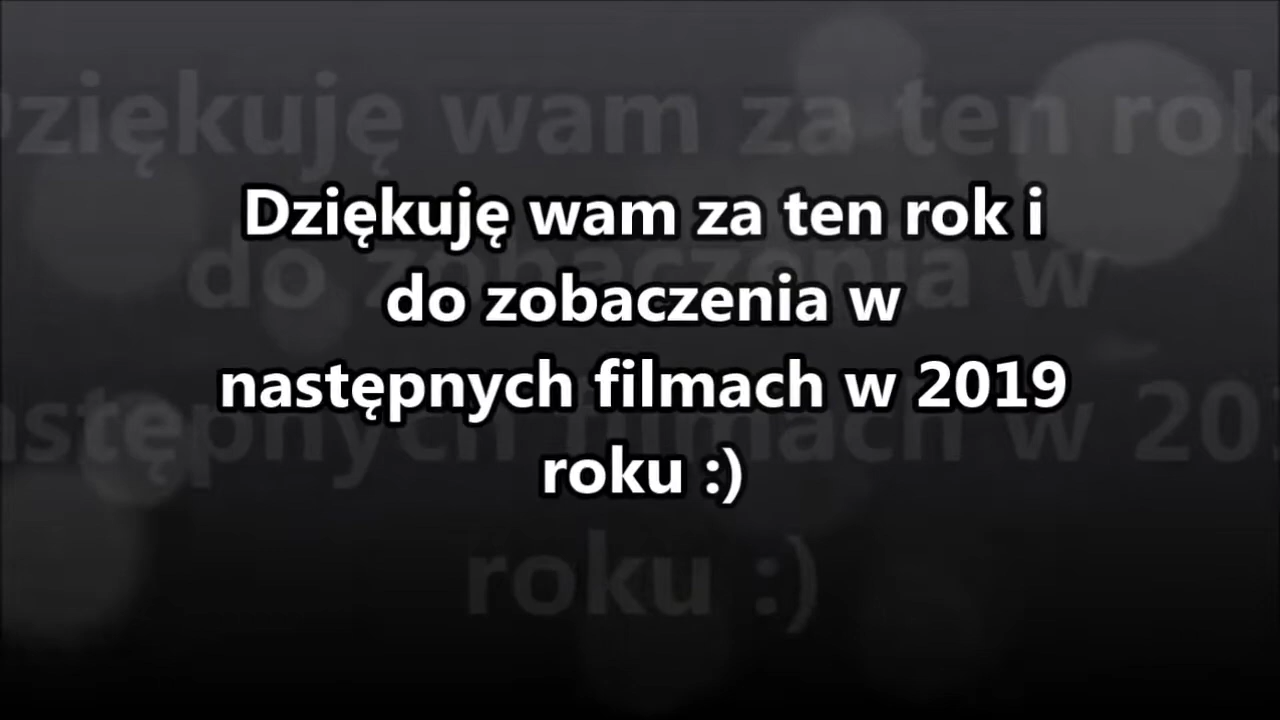 Dziękuję wam za ten rok i
do zobaczenia w
następnych filmach w 2019
roku :)